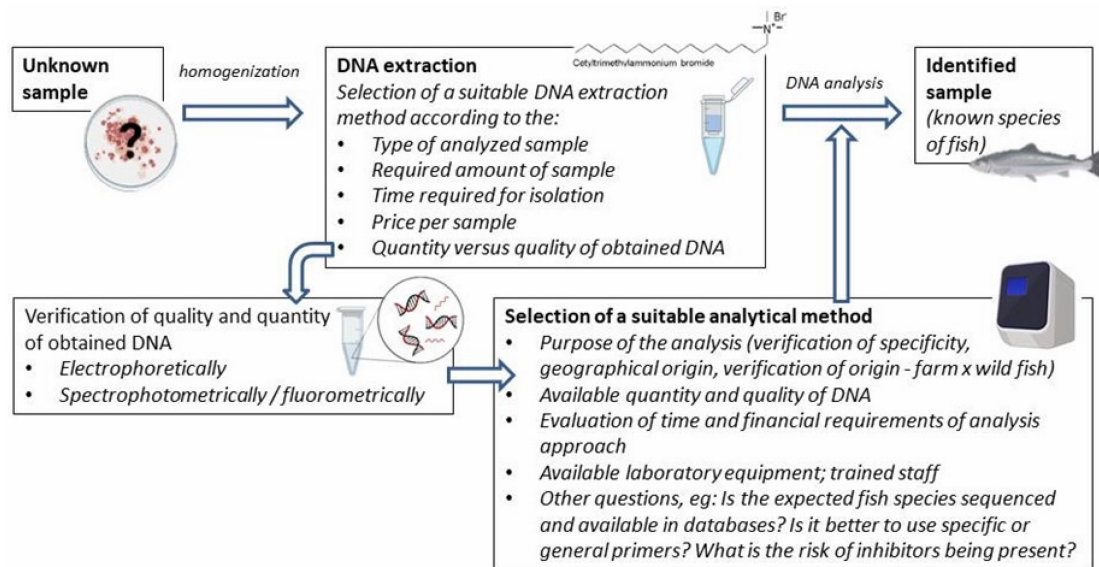 Unknown
sample
?
homogenization
DNA extraction
Selection of a suitable DNA extraction
method according to the:
• Type of analyzed sample
• Required amount of sample
• Time required for isolation
• Price per sample
• Quantity versus quality of obtained DNA
Br⁻
N⁺
Cetyltrimethylammonium bromide
DNA analysis
Identified
sample
(known species
of fish)
Verification of quality and quantity
of obtained DNA
• Electrophoretically
• Spectrophotometrically / fluorometrically
Selection of a suitable analytical method
• Purpose of the analysis (verification of specificity,
geographical origin, verification of origin - farm x wild fish)
• Available quantity and quality of DNA
• Evaluation of time and financial requirements of analysis
approach
• Available laboratory equipment; trained staff
• Other questions, eg: Is the expected fish species sequenced
and available in databases? Is it better to use specific or
general primers? What is the risk of inhibitors being present?